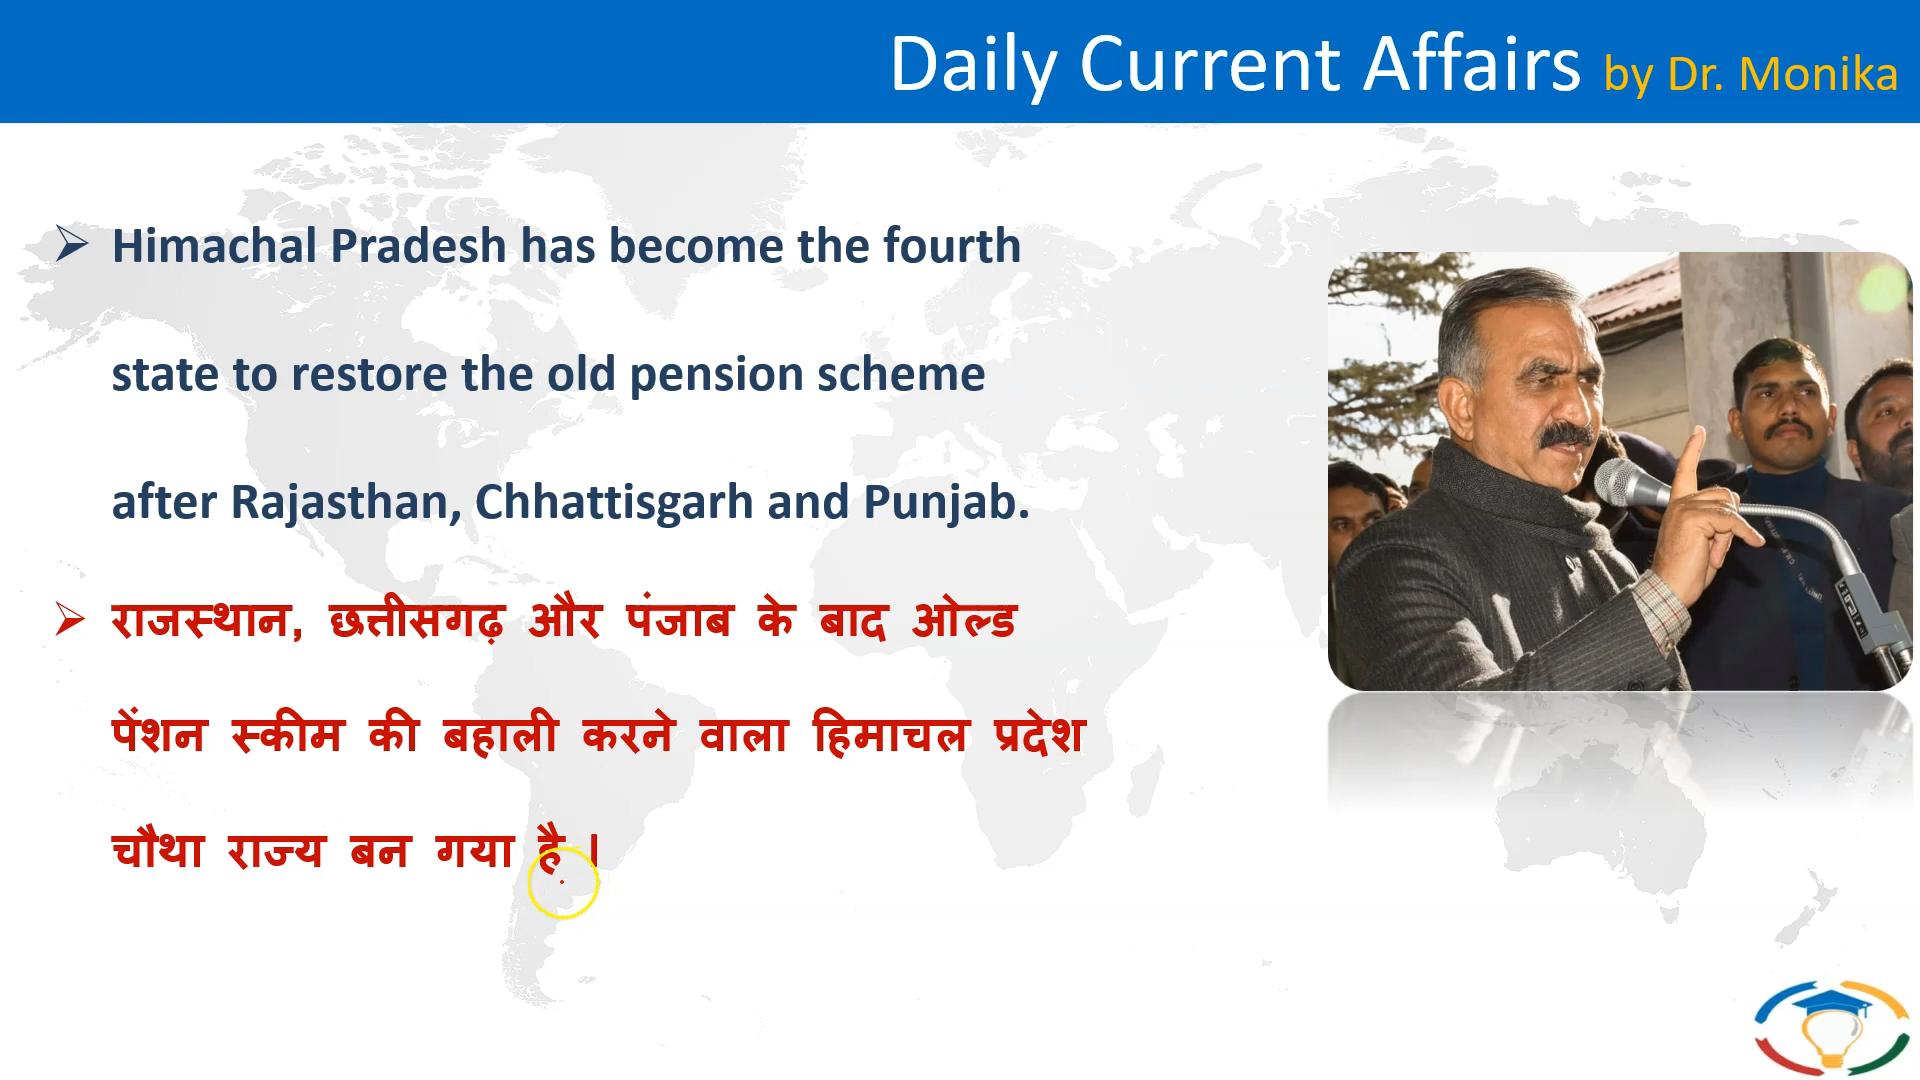 Daily Current Affairs by Dr. Monika
Himachal Pradesh has become the fourth
state to restore the old pension scheme
after Rajasthan, Chhattisgarh and Punjab.
राजस्थान, छत्तीसगढ़ और पंजाब के बाद ओल्ड
पेंशन स्कीम की बहाली करने वाला हिमाचल प्रदेश
चौथा राज्य बन गया है ।